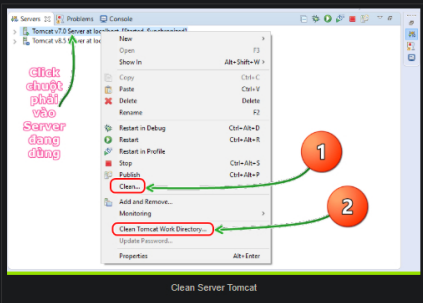 Servers Problems Console
Tomcat v7.0 Server at localhost [Started, Synchronized]
Tomcat v8.5 Server at loc
Click
chuột
phải
vào
Server
đang
dùng
New
Open F3
Show In Alt+Shift+W
Copy Ctrl+C
Paste Ctrl+V
Delete Delete
Rename F2
Restart in Debug Ctrl+Alt+D
Restart Ctrl+Alt+R
Restart in Profile
Stop Ctrl+Alt+S
Publish Ctrl+Alt+P
Clean...
Add and Remove...
Monitoring
Clean Tomcat Work Directory...
Update Password...
Properties Alt+Enter
1
2
Clean Server Tomcat